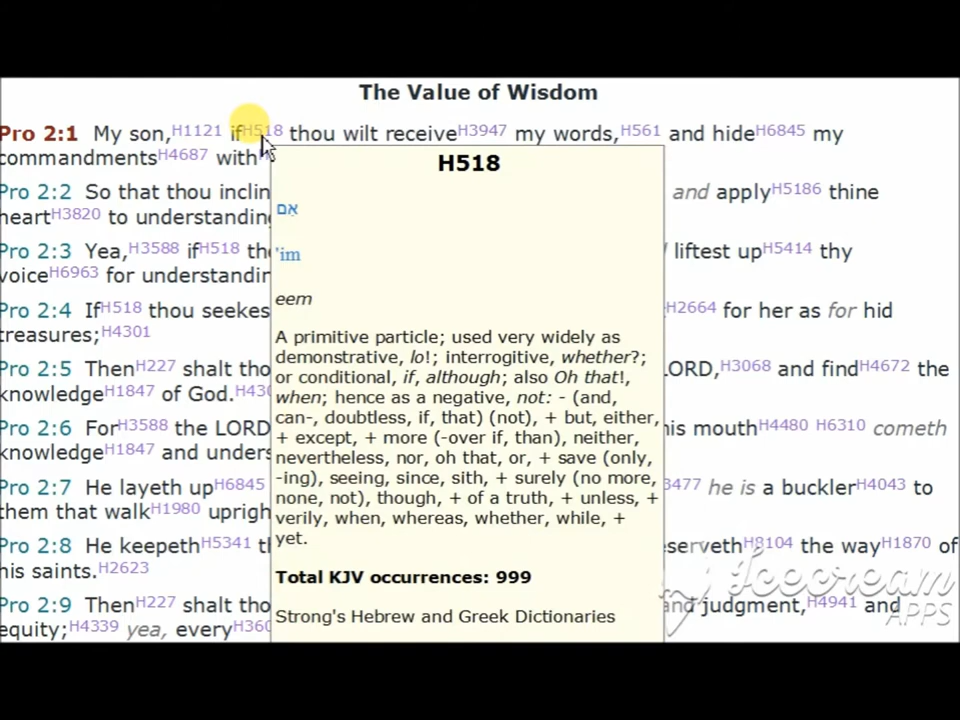 The Value of Wisdom
Pro 2:1 My son,H1121 ifH518 thou wilt receiveH3947 my words,H561 and hideH6845 my
commandmentsH4687 with
Pro 2:2 So that thou inclin and applyH5186 thine
heartH3820 to understanding
Pro 2:3 Yea,H3588 ifH518 th liftest upH5414 thy
voiceH6963 for understandin
Pro 2:4 IfH518 thou seekes H2664 for her as for hid
treasures;H4301
Pro 2:5 ThenH227 shalt tho LORD,H3068 and findH4672 the
knowledgeH1847 of God.H430
Pro 2:6 ForH3588 the LORD his mouthH4480 H6310 cometh
knowledgeH1847 and unders
Pro 2:7 He layeth upH6845 3477 he is a bucklerH4043 to
them that walkH1980 uprigh
Pro 2:8 He keepethH5341 t eservethH8104 the wayH1870 of
his saints.H2623
Pro 2:9 ThenH227 shalt tho and judgment,H4941 and
equity;H4339 yea, everyH360
H518
אִם
'im
eem
A primitive particle; used very widely as
demonstrative, lo!; interrogitive, whether?;
or conditional, if, although; also Oh that!,
when; hence as a negative, not: - (and,
can-, doubtless, if, that) (not), + but, either,
+ except, + more (-over if, than), neither,
nevertheless, nor, oh that, or, + save (only,
-ing), seeing, since, sith, + surely (no more,
none, not), though, + of a truth, + unless, +
verily, when, whereas, whether, while, +
yet.
Total KJV occurrences: 999
Strong's Hebrew and Greek Dictionaries
Icecream
APPS